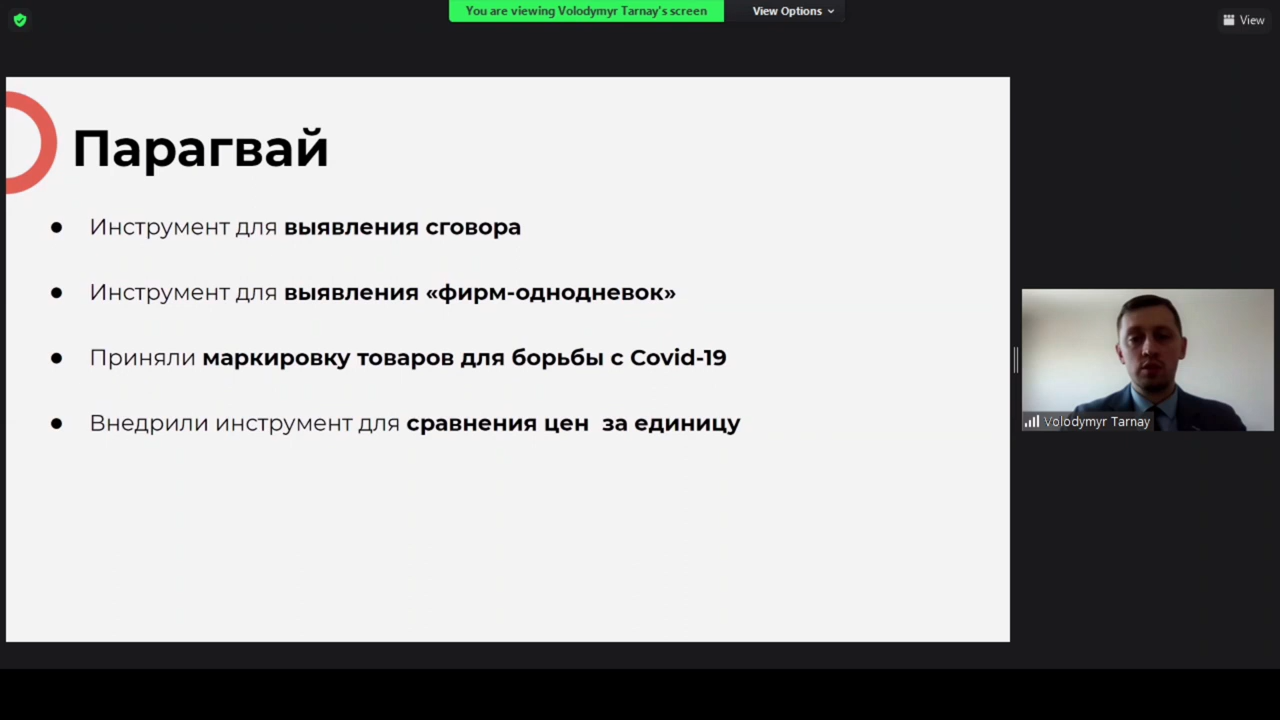 You are viewing Volodymyr Tarnay's screen
View Options
View
Парагвай
● Инструмент для выявления сговора
● Инструмент для выявления «фирм-однодневок»
● Приняли маркировку товаров для борьбы с Covid-19
● Внедрили инструмент для сравнения цен за единицу
Volodymyr Tarnay